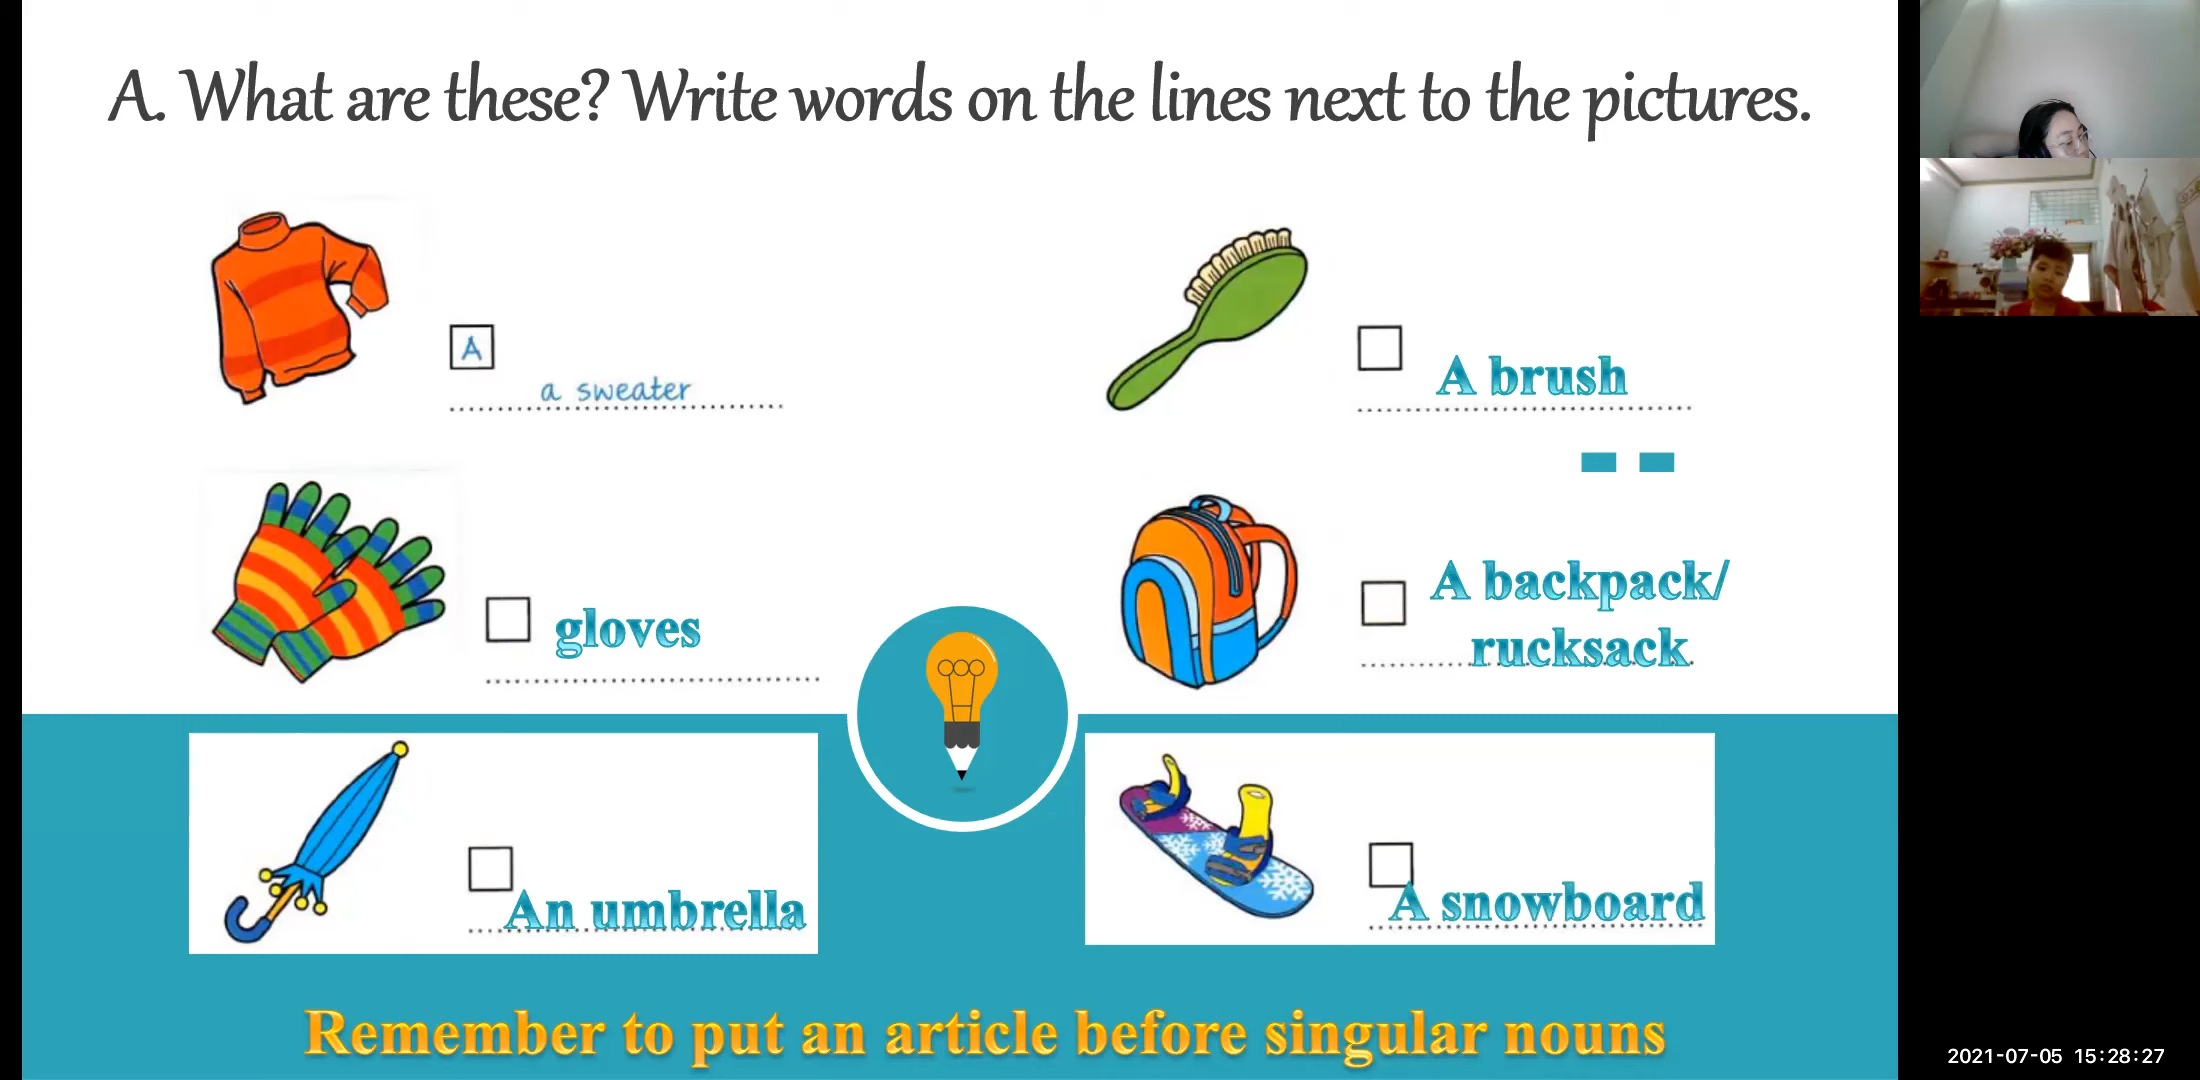 A. What are these? Write words on the lines next to the pictures.
A
a sweater
A brush
gloves
A backpack/
rucksack
An umbrella
A snowboard
Remember to put an article before singular nouns
2021-07-05 15:28:27